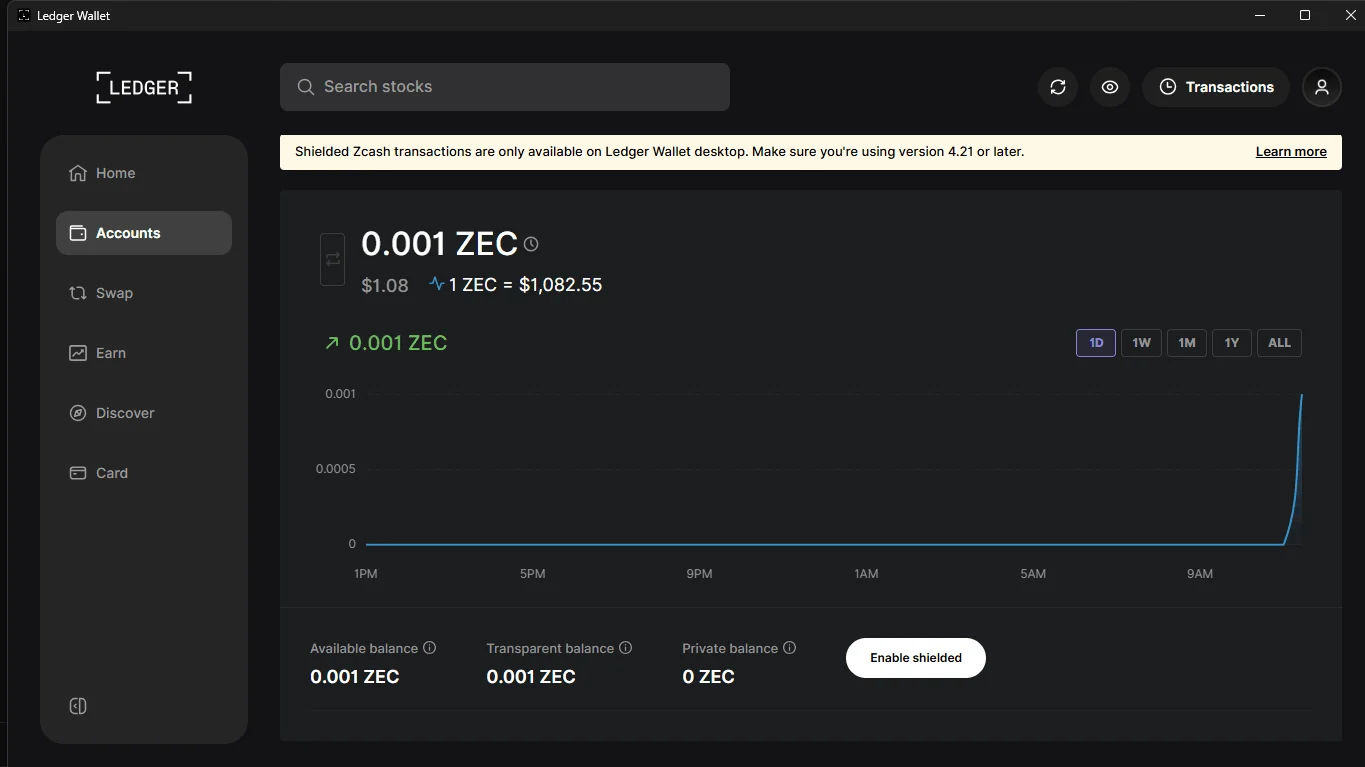 Ledger Wallet
LEDGER
Search stocks
Transactions
Home
Accounts
Swap
Earn
Discover
Card
Shielded Zcash transactions are only available on Ledger Wallet desktop. Make sure you're using version 4.21 or later. Learn more
0.001 ZEC
$1.08 1 ZEC = $1,082.55
0.001 ZEC
1D 1W 1M 1Y ALL
0.001
0.0005
0
1PM 5PM 9PM 1AM 5AM 9AM
Available balance Transparent balance Private balance
0.001 ZEC 0.001 ZEC 0 ZEC
Enable shielded